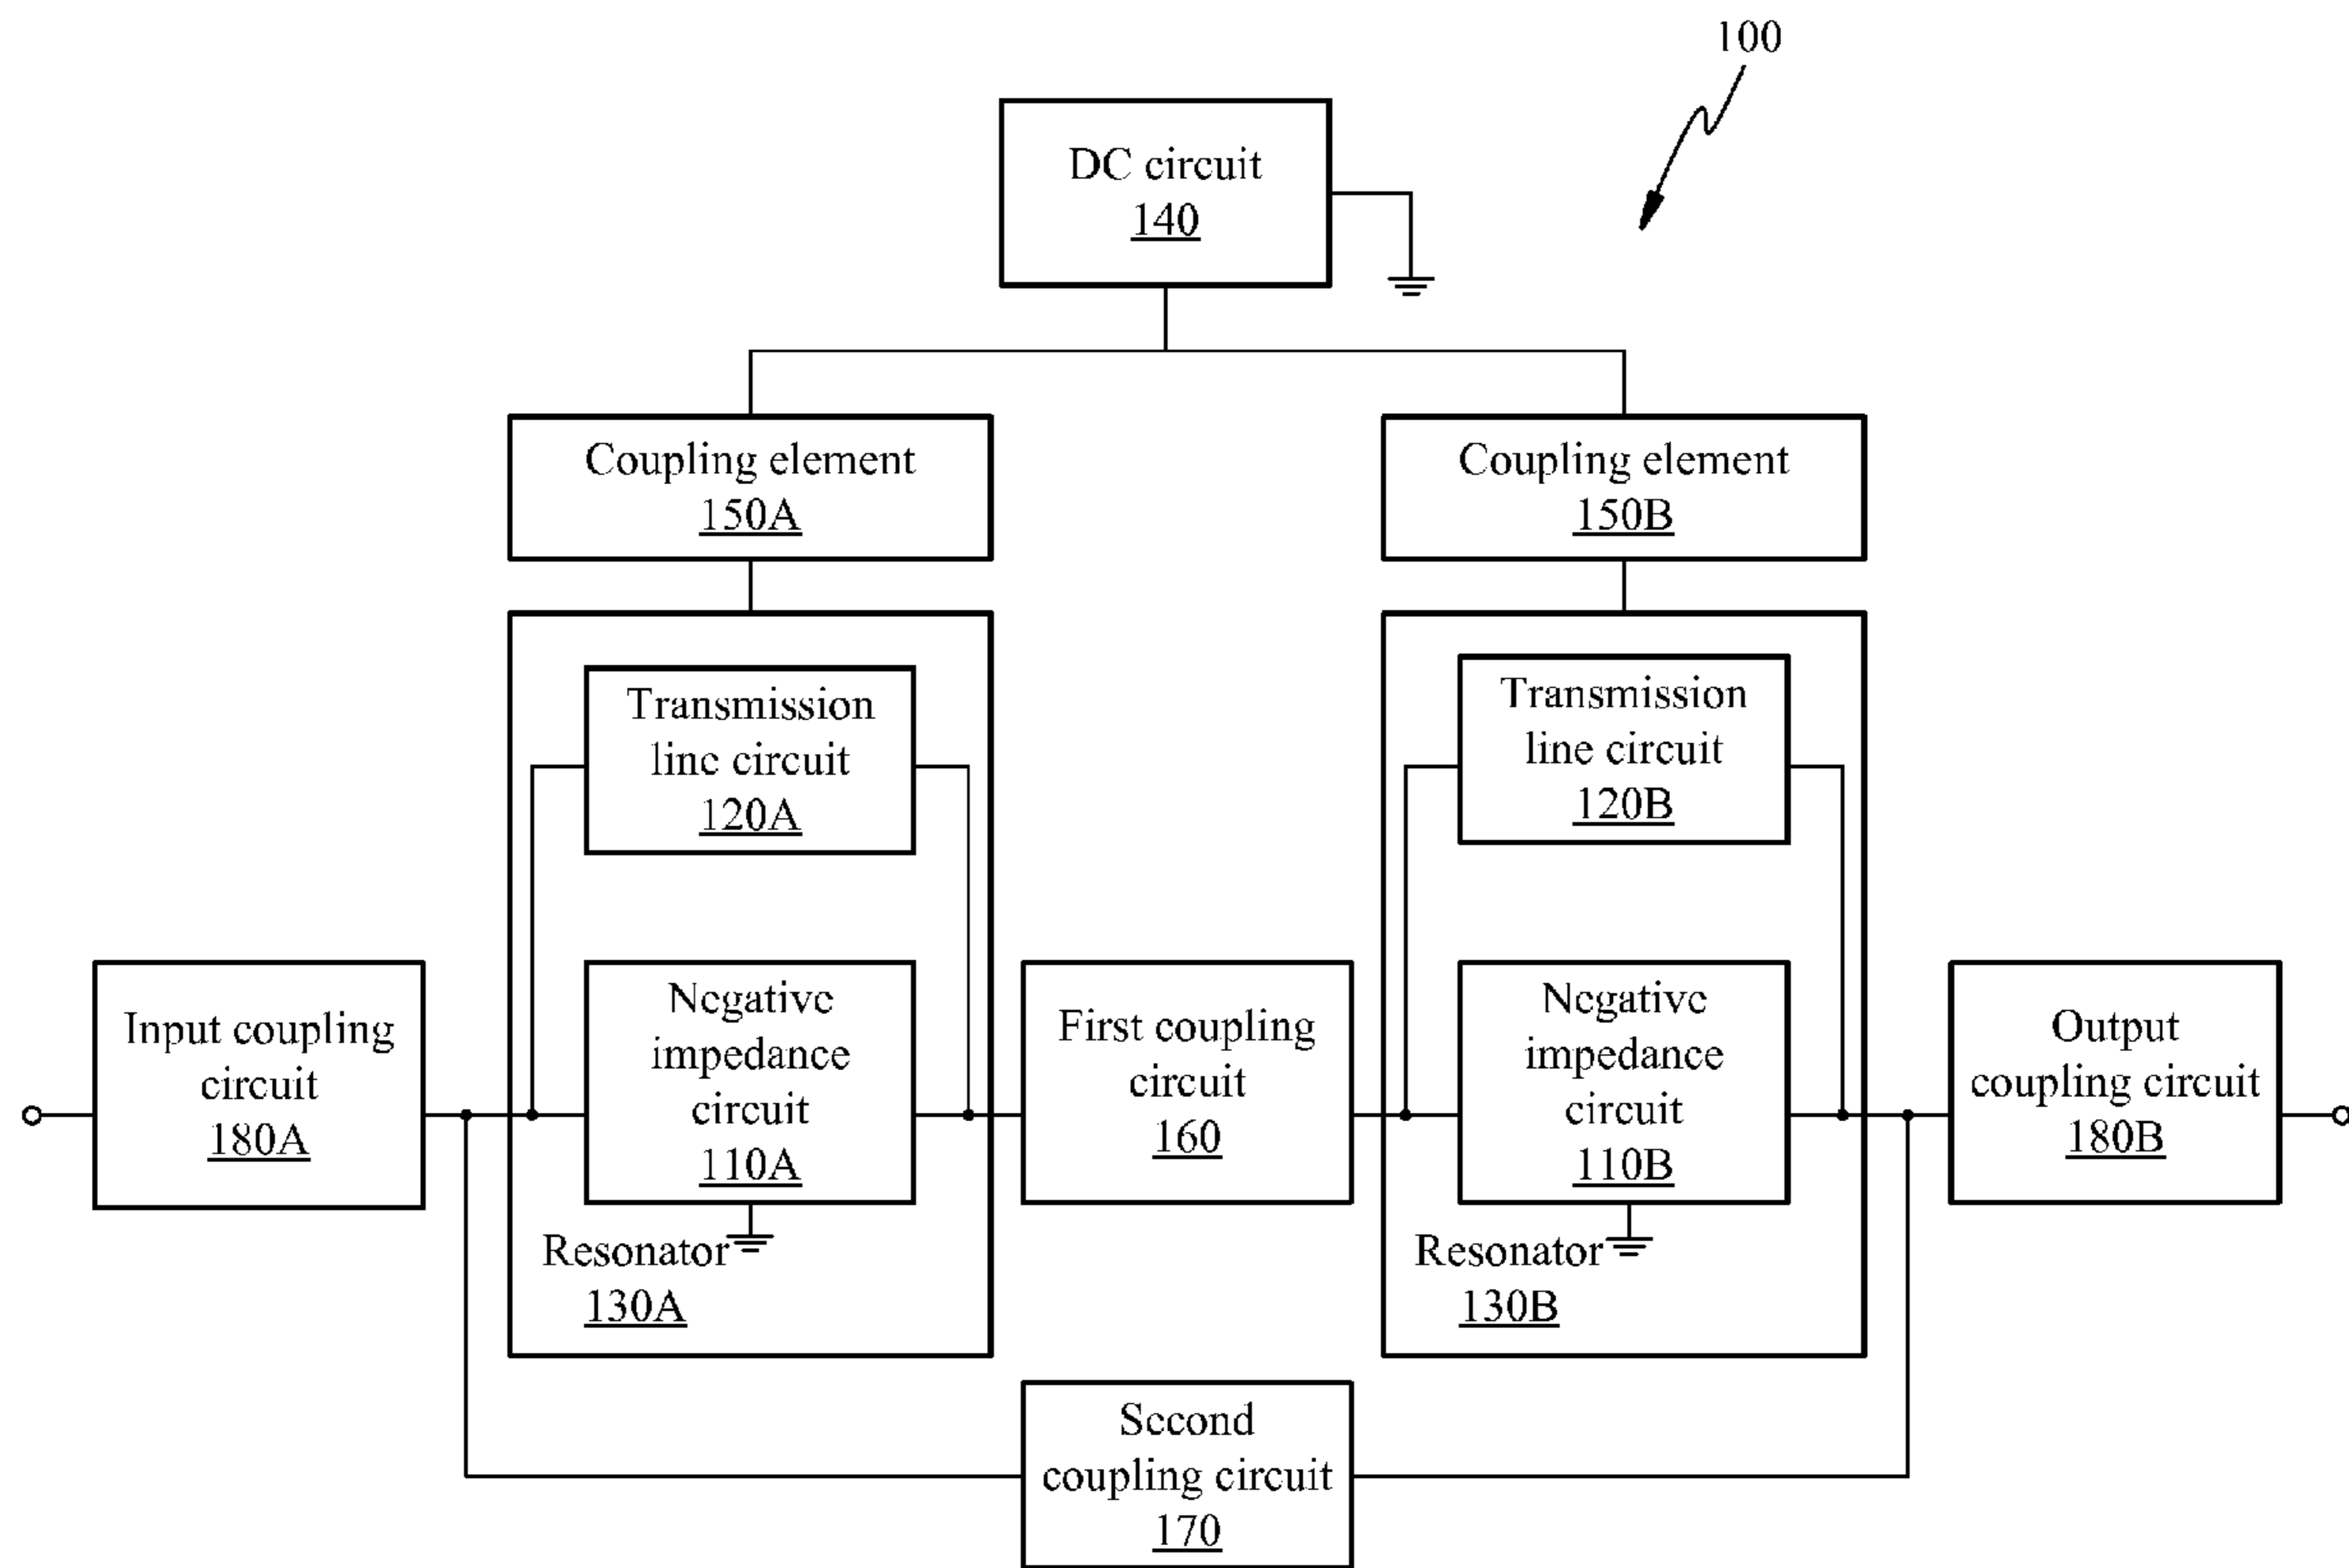 100
DC circuit
140
Coupling element
150A
Coupling element
150B
Transmission
line circuit
120A
Transmission
line circuit
120B
Input coupling
circuit
180A
Negative
impedance
circuit
110A
First coupling
circuit
160
Negative
impedance
circuit
110B
Output
coupling circuit
180B
Resonator
130A
Resonator
130B
Second
coupling circuit
170